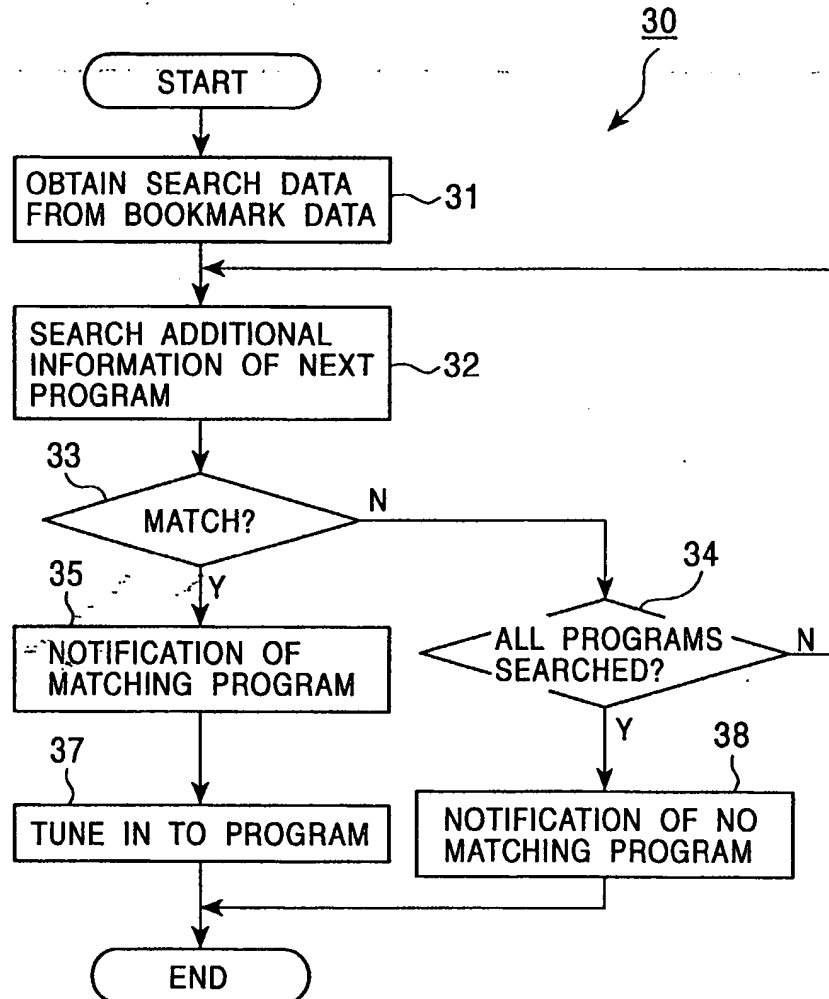 30
START
OBTAIN SEARCH DATA
FROM BOOKMARK DATA
31
SEARCH ADDITIONAL
INFORMATION OF NEXT
PROGRAM
32
33
MATCH?
N
Y
34
ALL PROGRAMS
SEARCHED?
N
Y
35
NOTIFICATION OF
MATCHING PROGRAM
37
TUNE IN TO PROGRAM
38
NOTIFICATION OF NO
MATCHING PROGRAM
END